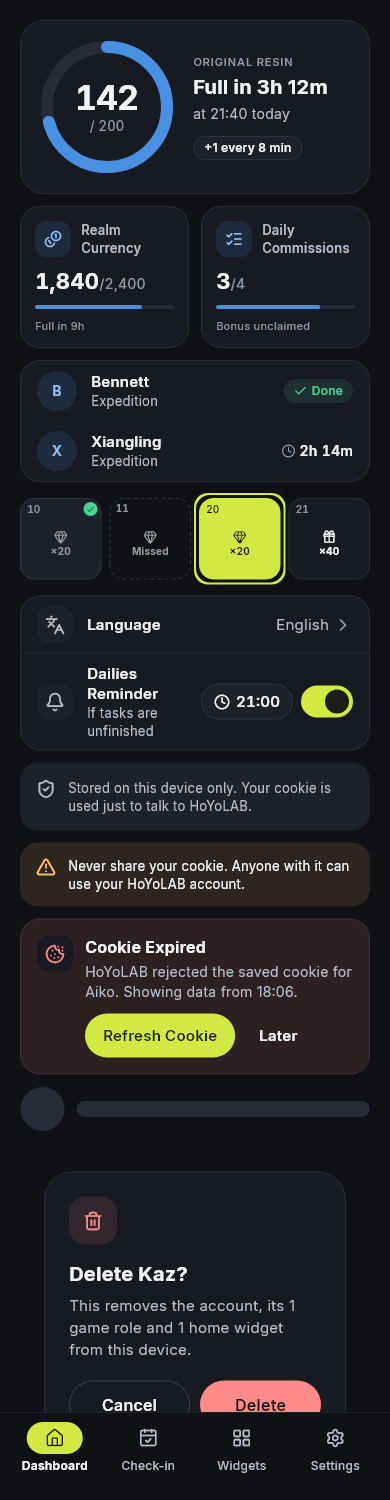 142
/ 200
ORIGINAL RESIN
Full in 3h 12m
at 21:40 today
+1 every 8 min
Realm
Currency
1,840/2,400
Full in 9h
Daily
Commissions
3/4
Bonus unclaimed
B
Bennett
Expedition
Done
X
Xiangling
Expedition
2h 14m
10
×20
11
Missed
20
×20
21
×40
Language
English
Dailies
Reminder
If tasks are
unfinished
21:00
Stored on this device only. Your cookie is
used just to talk to HoYoLAB.
Never share your cookie. Anyone with it can
use your HoYoLAB account.
Cookie Expired
HoYoLAB rejected the saved cookie for
Aiko. Showing data from 18:06.
Refresh Cookie
Later
Delete Kaz?
This removes the account, its 1
game role and 1 home widget
from this device.
Cancel
Delete
Dashboard
Check-in
Widgets
Settings